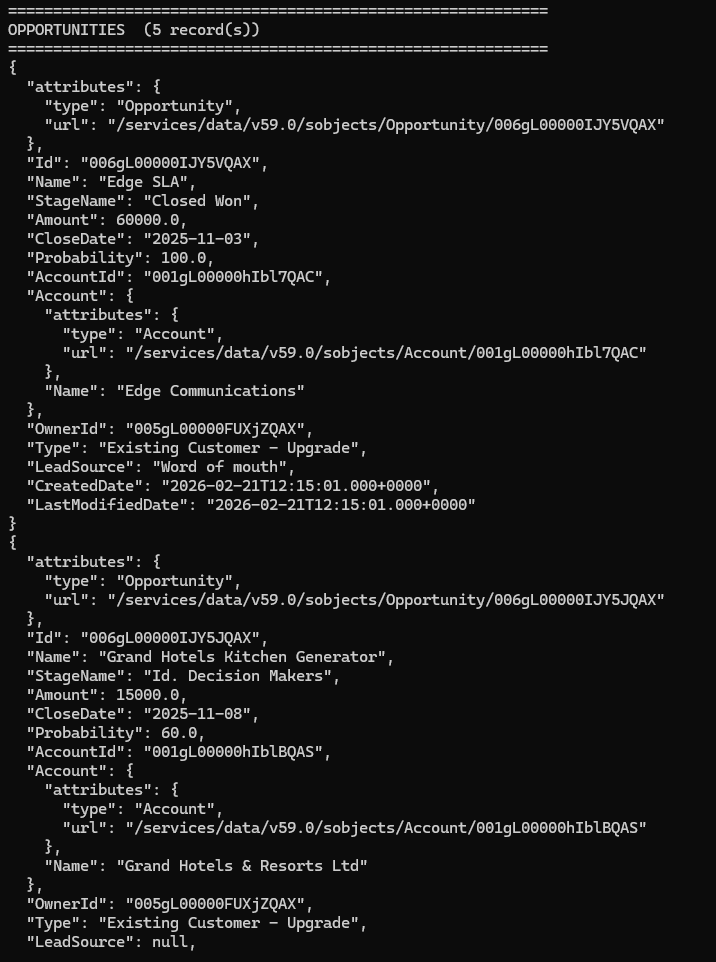 ============================================================
OPPORTUNITIES  (5 record(s))
============================================================
{
  "attributes": {
    "type": "Opportunity",
    "url": "/services/data/v59.0/sobjects/Opportunity/006gL00000IJY5VQAX"
  },
  "Id": "006gL00000IJY5VQAX",
  "Name": "Edge SLA",
  "StageName": "Closed Won",
  "Amount": 60000.0,
  "CloseDate": "2025-11-03",
  "Probability": 100.0,
  "AccountId": "001gL00000hIbl7QAC",
  "Account": {
    "attributes": {
      "type": "Account",
      "url": "/services/data/v59.0/sobjects/Account/001gL00000hIbl7QAC"
    },
    "Name": "Edge Communications"
  },
  "OwnerId": "005gL00000FUXjZQAX",
  "Type": "Existing Customer - Upgrade",
  "LeadSource": "Word of mouth",
  "CreatedDate": "2026-02-21T12:15:01.000+0000",
  "LastModifiedDate": "2026-02-21T12:15:01.000+0000"
}
{
  "attributes": {
    "type": "Opportunity",
    "url": "/services/data/v59.0/sobjects/Opportunity/006gL00000IJY5JQAX"
  },
  "Id": "006gL00000IJY5JQAX",
  "Name": "Grand Hotels Kitchen Generator",
  "StageName": "Id. Decision Makers",
  "Amount": 15000.0,
  "CloseDate": "2025-11-08",
  "Probability": 60.0,
  "AccountId": "001gL00000hIblBQAS",
  "Account": {
    "attributes": {
      "type": "Account",
      "url": "/services/data/v59.0/sobjects/Account/001gL00000hIblBQAS"
    },
    "Name": "Grand Hotels & Resorts Ltd"
  },
  "OwnerId": "005gL00000FUXjZQAX",
  "Type": "Existing Customer - Upgrade",
  "LeadSource": null,